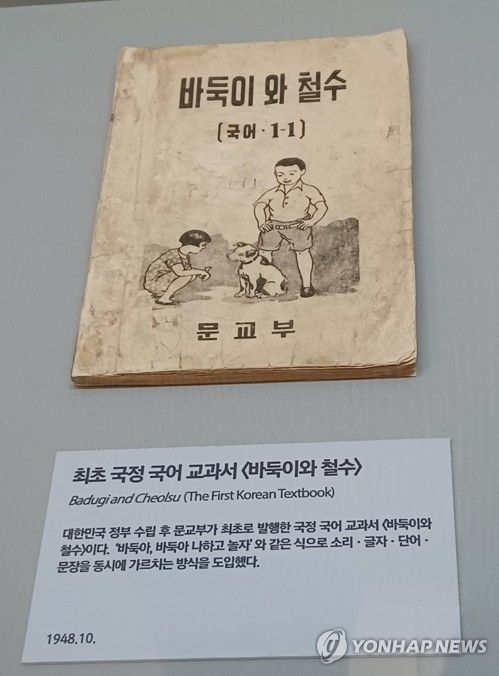 바둑이 와 철수
(국어·1-1)
문교부
최초 국정 국어 교과서 〈바둑이와 철수〉
Badugi and Cheolsu (The First Korean Textbook)
대한민국 정부 수립 후 문교부가 최초로 발행한 국정 국어 교과서 〈바둑이와
철수〉이다. '바둑아, 바둑아 나하고 놀자' 와 같은 식으로 소리·글자·단어·
문장을 동시에 가르치는 방식을 도입했다.
1948.10.
YONHAP NEWS